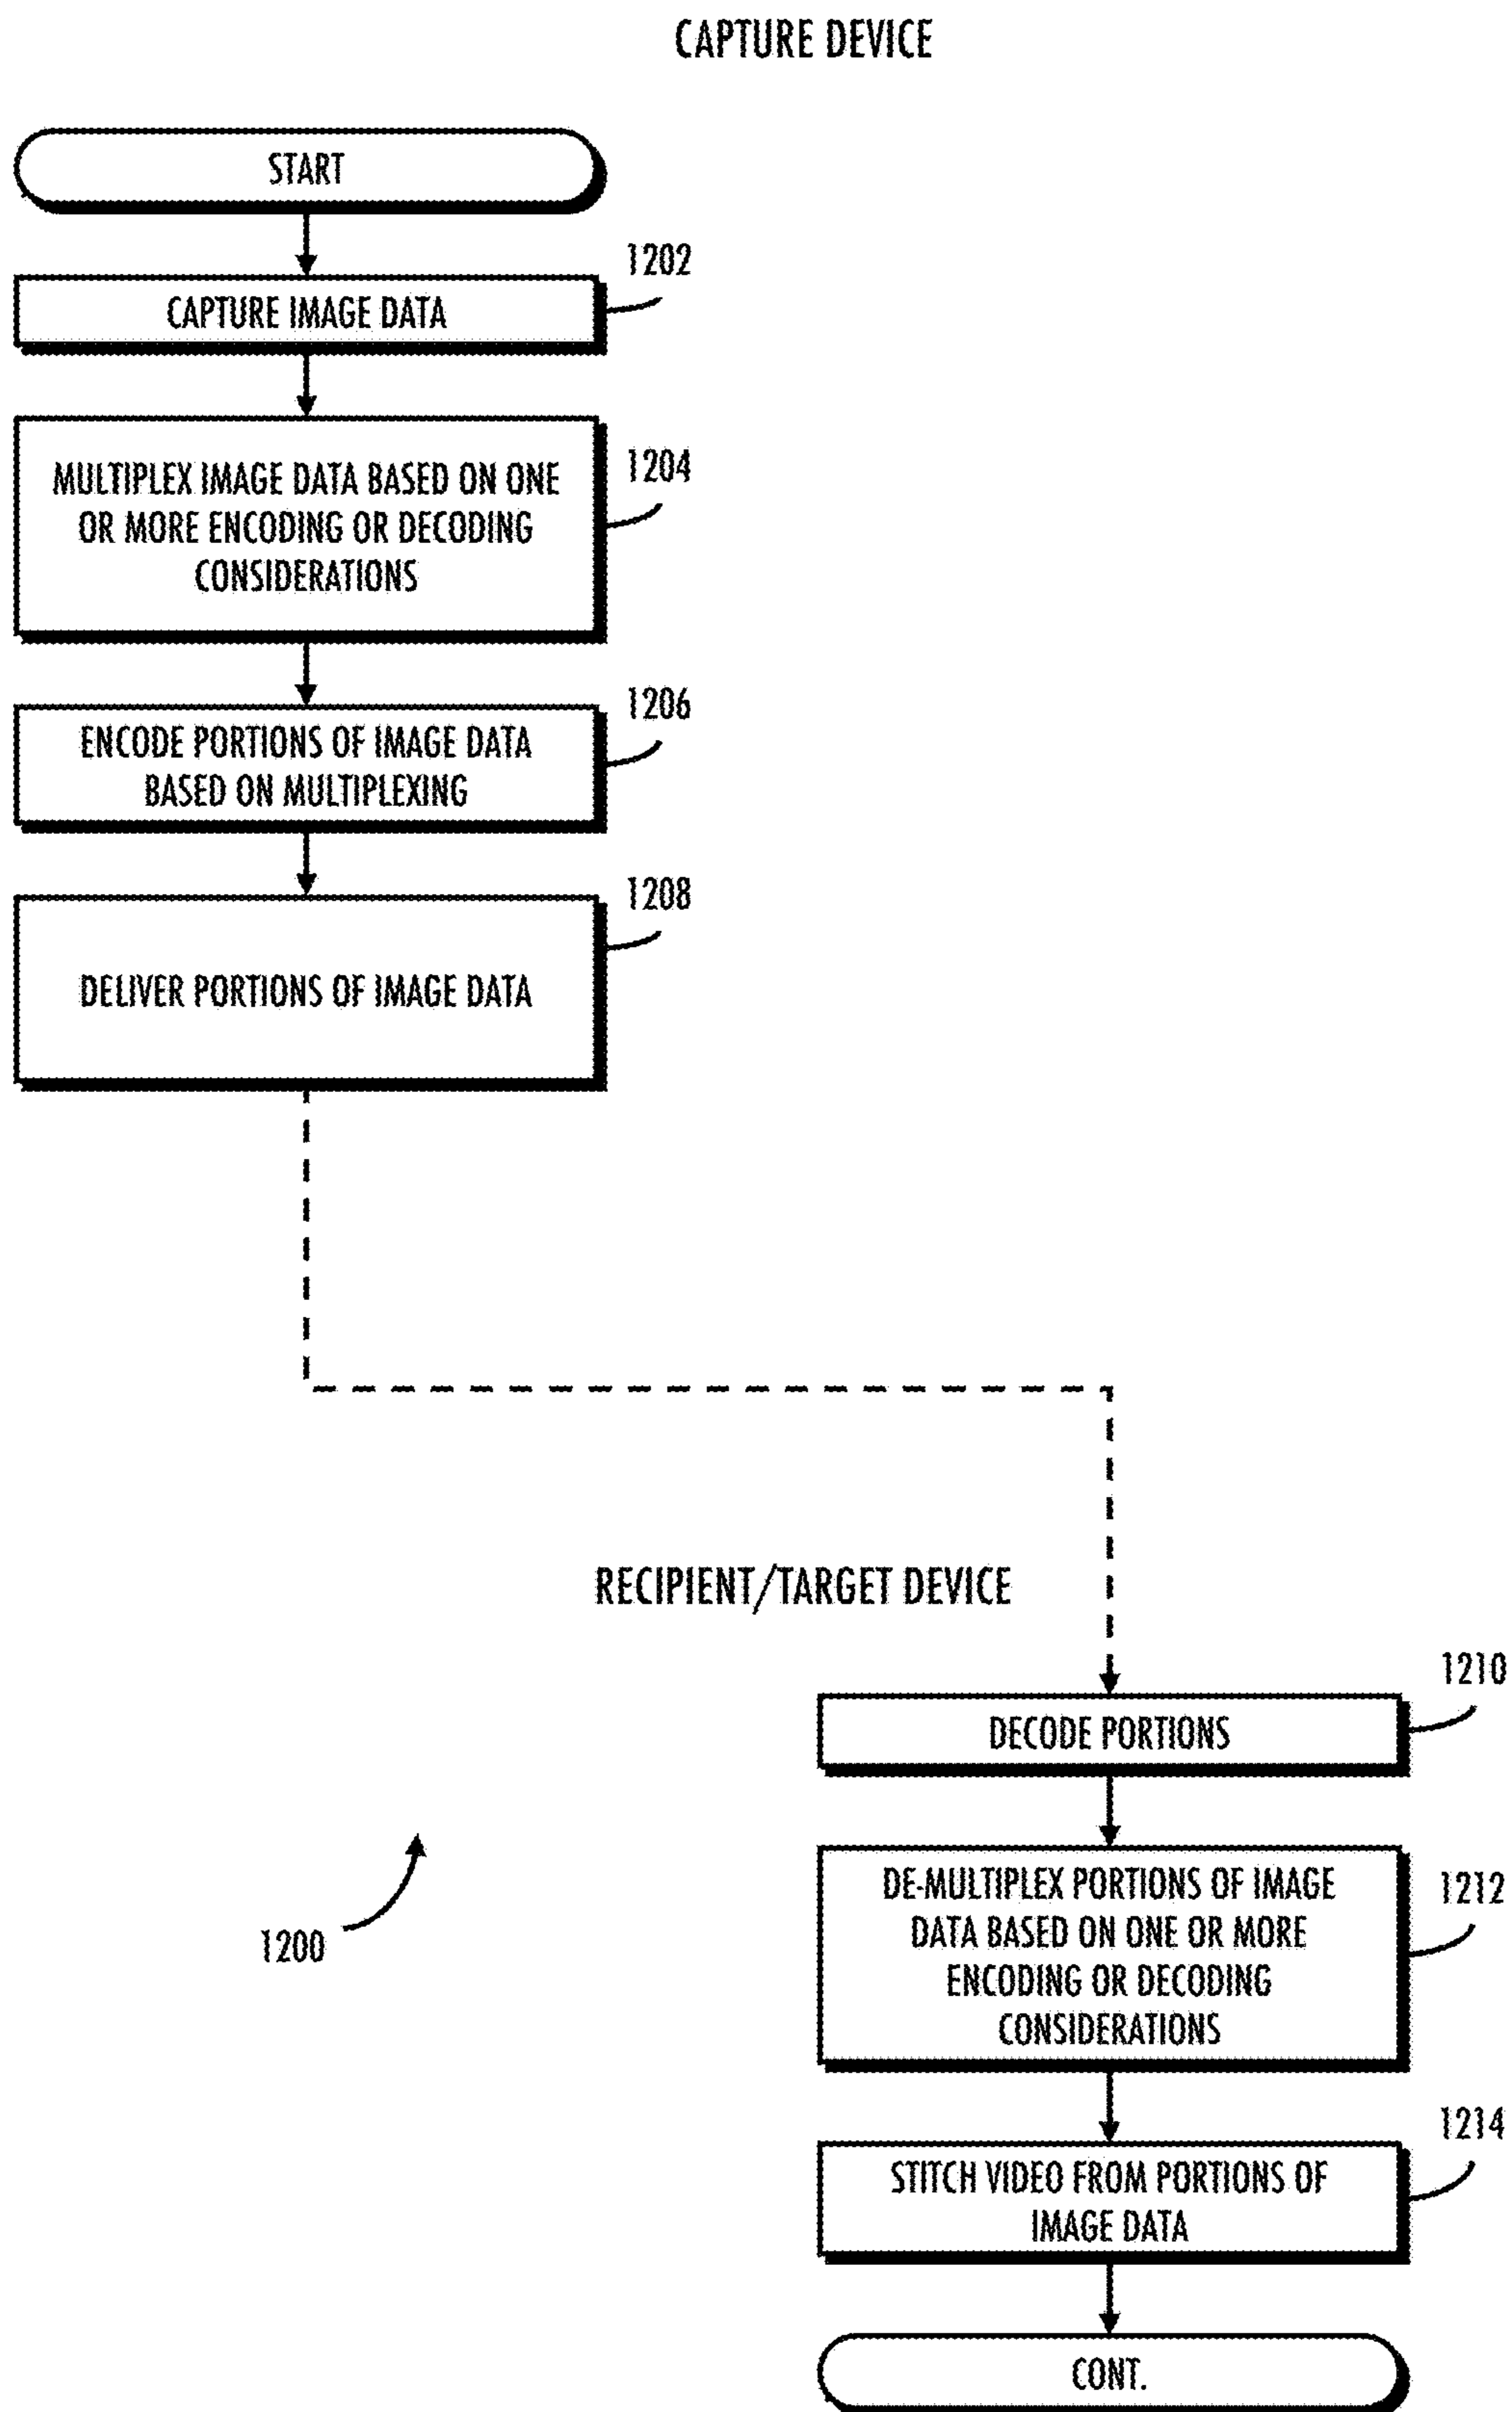 CAPTURE DEVICE
START
1202
CAPTURE IMAGE DATA
1204
MULTIPLEX IMAGE DATA BASED ON ONE
OR MORE ENCODING OR DECODING
CONSIDERATIONS
1206
ENCODE PORTIONS OF IMAGE DATA
BASED ON MULTIPLEXING
1208
DELIVER PORTIONS OF IMAGE DATA
RECIPIENT/TARGET DEVICE
1210
DECODE PORTIONS
1212
DE-MULTIPLEX PORTIONS OF IMAGE
DATA BASED ON ONE OR MORE
ENCODING OR DECODING
CONSIDERATIONS
1200
1214
STITCH VIDEO FROM PORTIONS OF
IMAGE DATA
CONT.